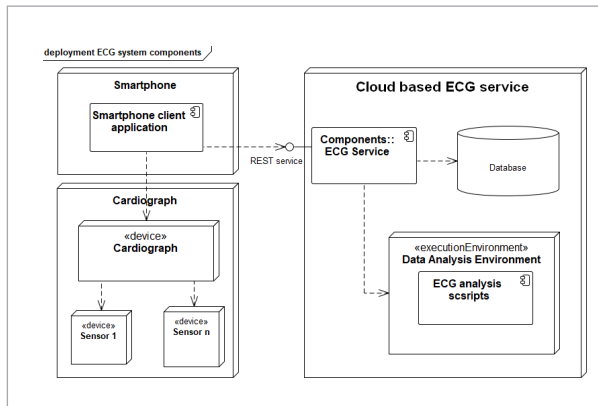 deployment ECG system components
Smartphone
Smartphone client
application
REST service
Cloud based ECG service
Components::
ECG Service
Database
Cardiograph
«device»
Cardiograph
«device»
Sensor 1
«device»
Sensor n
«executionEnvironment»
Data Analysis Environment
ECG analysis
scsripts